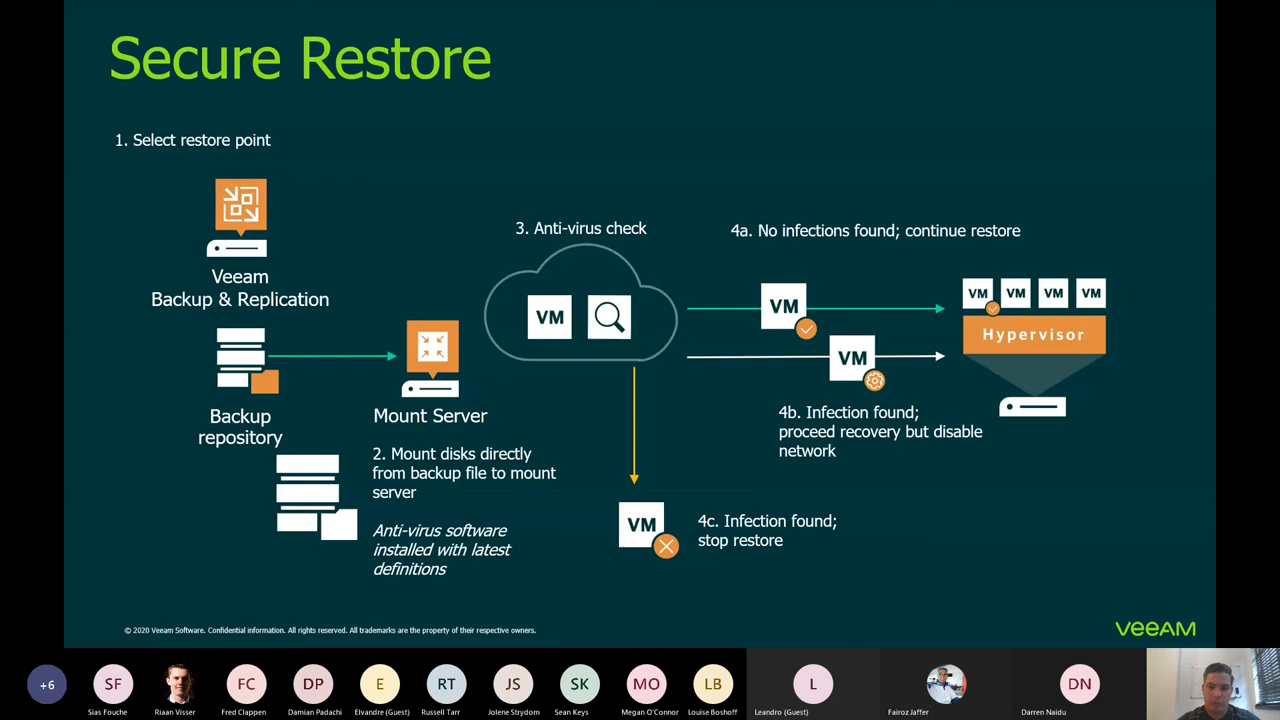 Secure Restore
1. Select restore point
Veeam
Backup & Replication
Backup
repository
Mount Server
2. Mount disks directly
from backup file to mount
server
Anti-virus software
installed with latest
definitions
3. Anti-virus check
VM
4a. No infections found; continue restore
VM
VM
4b. Infection found;
proceed recovery but disable
network
VM
4c. Infection found;
stop restore
VM VM VM VM
Hypervisor
© 2020 Veeam Software. Confidential information. All rights reserved. All trademarks are the property of their respective owners.
VEEAM
+6
SF
FC
DP
E
RT
JS
SK
MO
LB
L
DN
Sias Fouche
Riaan Visser
Fred Clappen
Damian Padachi
Elvandre (Guest)
Russell Tarr
Jolene Strydom
Sean Keys
Megan O'Connor
Louise Boshoff
Leandro (Guest)
Fairoz Jaffer
Darren Naidu